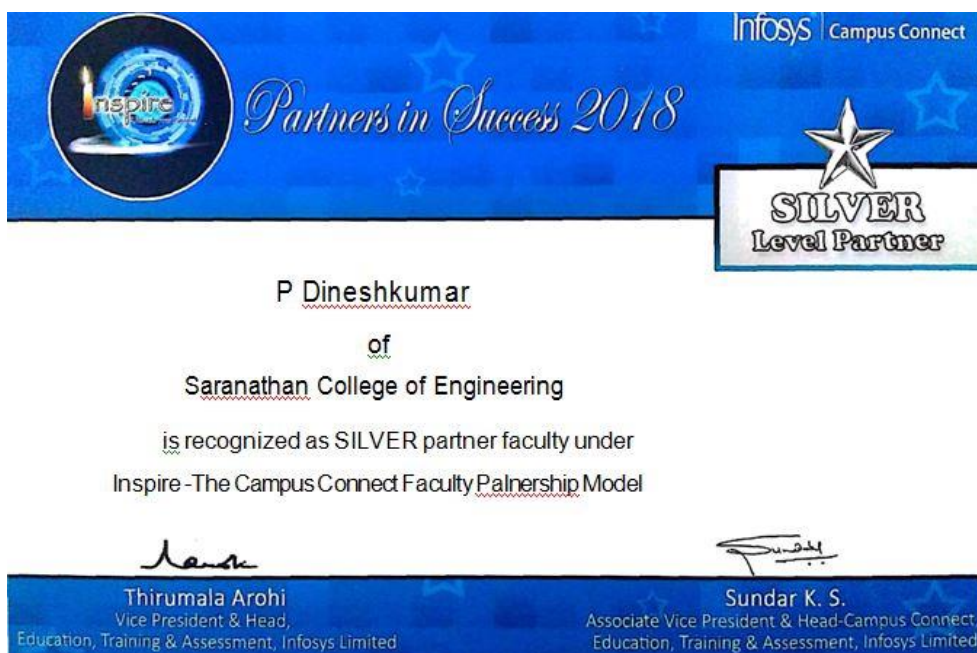 Infosys | Campus Connect
Inspire
Partners in Success 2018
SILVER
Level Partner
P Dineshkumar
of
Saranathan College of Engineering
is recognized as SILVER partner faculty under
Inspire -The Campus Connect Faculty Palnership Model
Thirumala Arohi
Vice President & Head,
Education, Training & Assessment, Infosys Limited
Sundar K. S.
Associate Vice President & Head-Campus Connect
Education, Training & Assessment, Infosys Limited